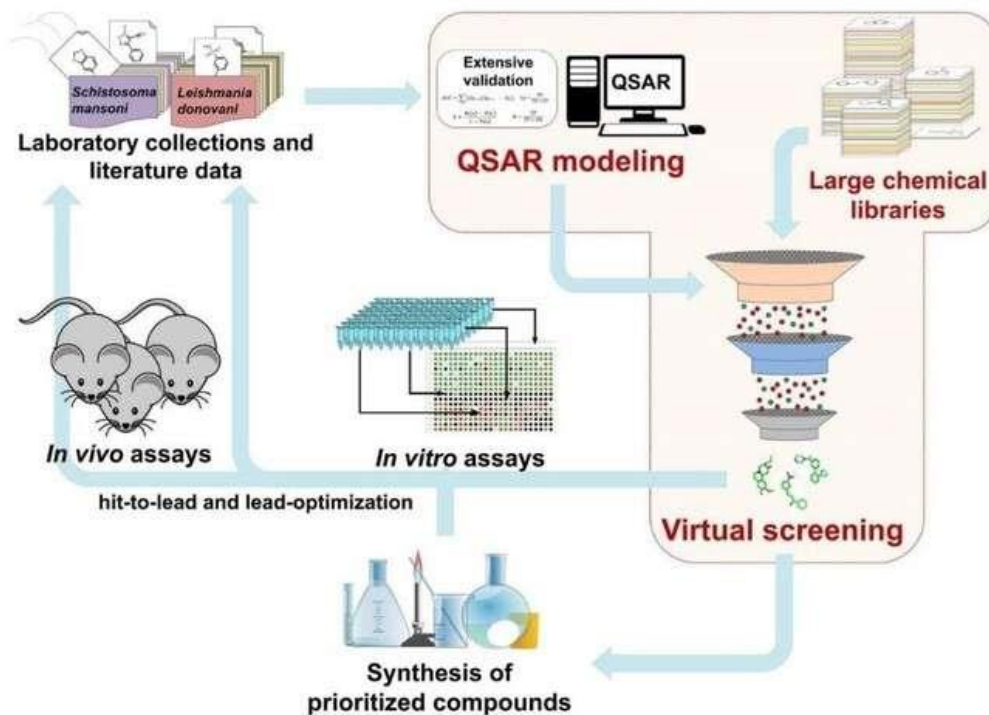 Schistosoma
mansoni
Leishmania
donovani
Laboratory collections and
literature data
Extensive
validation
QSAR
QSAR modeling
Large chemical
libraries
In vivo assays
In vitro assays
hit-to-lead and lead-optimization
Virtual screening
Synthesis of
prioritized compounds